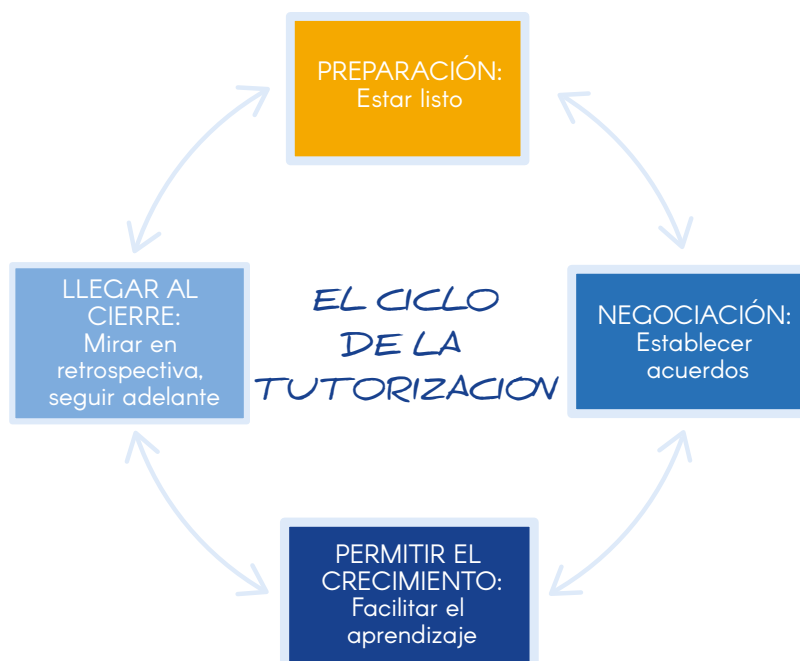 PREPARACIÓN:
Estar listo
LLEGAR AL
CIERRE:
Mirar en
retrospectiva,
seguir adelante
EL CICLO
DE LA
TUTORIZACION
NEGOCIACIÓN:
Establecer
acuerdos
PERMITIR EL
CRECIMIENTO:
Facilitar el
aprendizaje